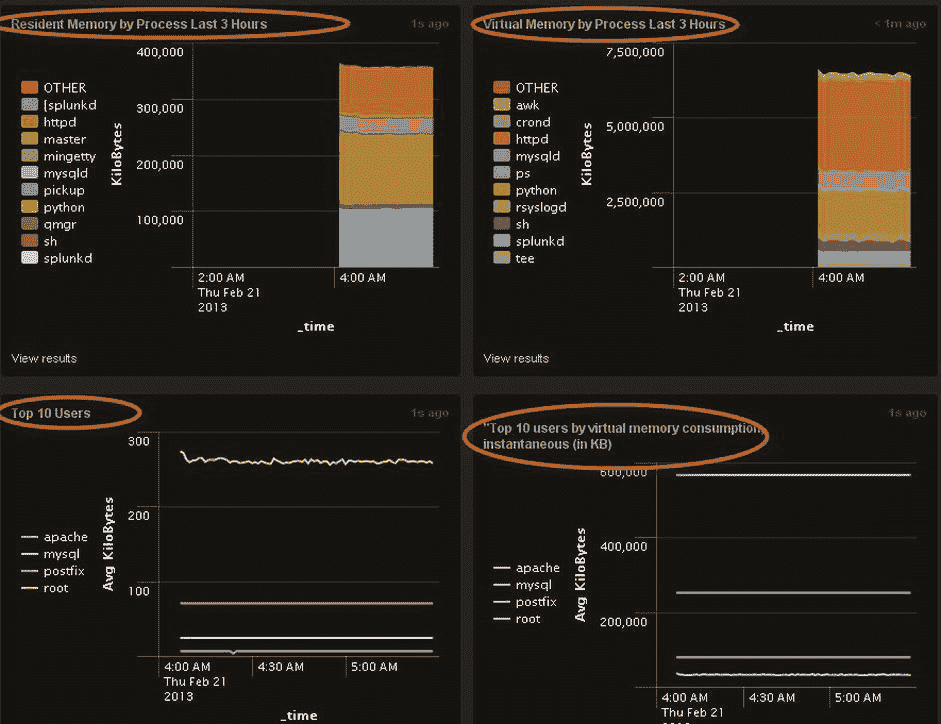 Resident Memory by Process Last 3 Hours
1s ago
400,000
300,000
200,000
100,000
KiloBytes
OTHER
[splunkd
httpd
master
mingetty
mysqld
pickup
python
qmgr
sh
splunkd
2:00 AM
Thu Feb 21
2013
4:00 AM
_time
View results
Virtual Memory by Process Last 3 Hours
< 1m ago
7,500,000
5,000,000
2,500,000
KiloBytes
OTHER
awk
crond
httpd
mysqld
ps
python
rsyslogd
sh
splunkd
tee
2:00 AM
Thu Feb 21
2013
4:00 AM
_time
View results
Top 10 Users
1s ago
300
200
100
Avg KiloBytes
apache
mysql
postfix
root
4:00 AM
Thu Feb 21
2013
4:30 AM
5:00 AM
_time
"Top 10 users by virtual memory consumption,
instantaneous (in KB)
1s ago
600,000
400,000
200,000
Avg KiloBytes
apache
mysql
postfix
root
4:00 AM
Thu Feb 21
4:30 AM
5:00 AM